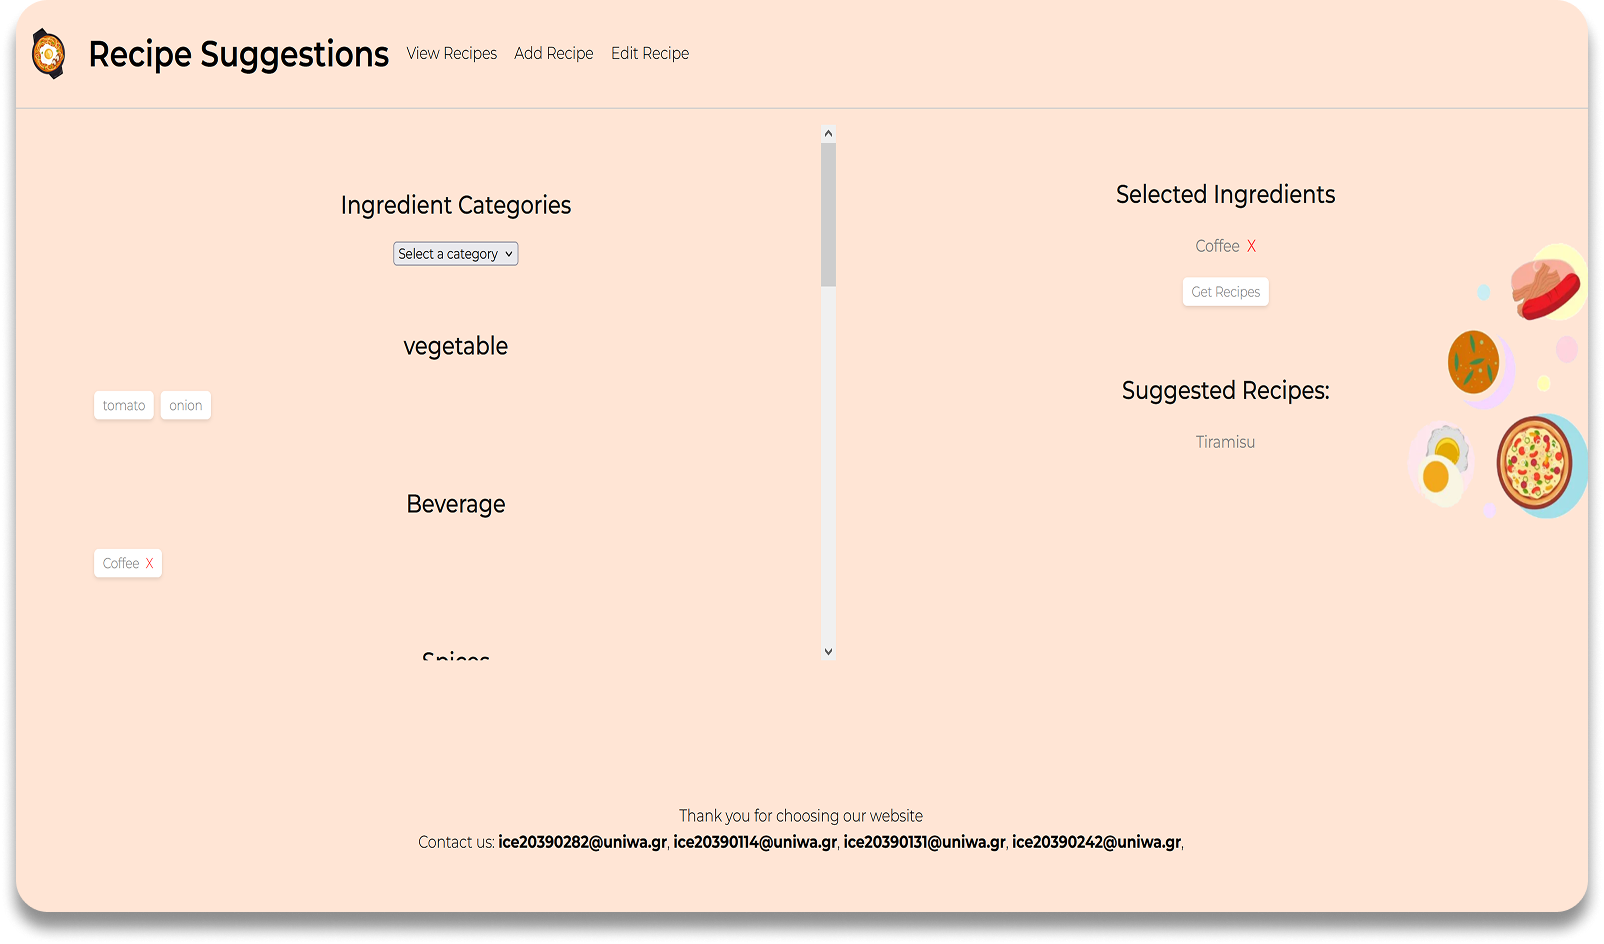 Recipe Suggestions View Recipes Add Recipe Edit Recipe
Ingredient Categories
Select a category
vegetable
tomato onion
Beverage
Coffee X
Spices
Selected Ingredients
Coffee X
Get Recipes
Suggested Recipes:
Tiramisu
Thank you for choosing our website
Contact us: ice20390282@uniwa.gr, ice20390114@uniwa.gr, ice20390131@uniwa.gr, ice20390242@uniwa.gr,